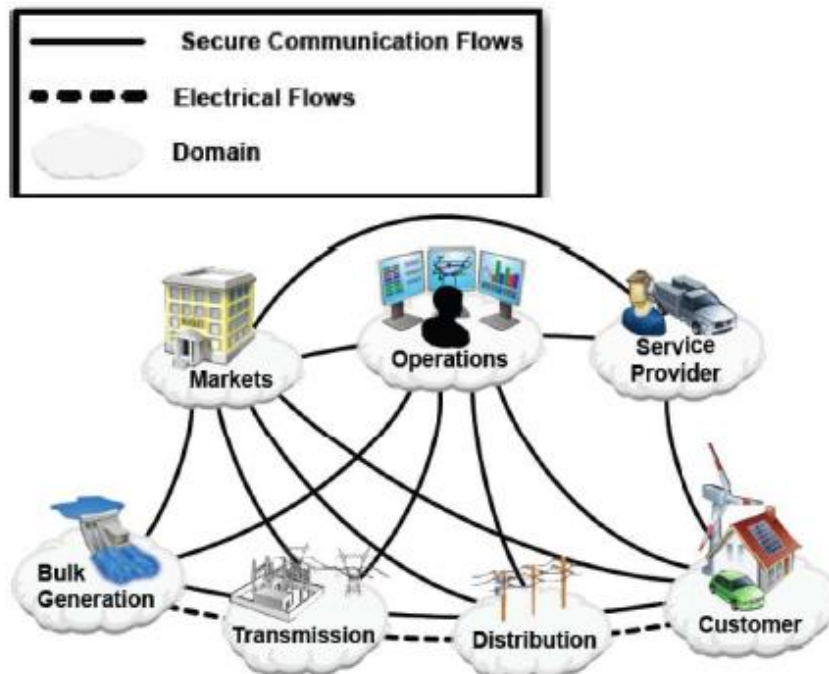 Secure Communication Flows
Electrical Flows
Domain
Markets
Operations
Service
Provider
Bulk
Generation
Transmission
Distribution
Customer